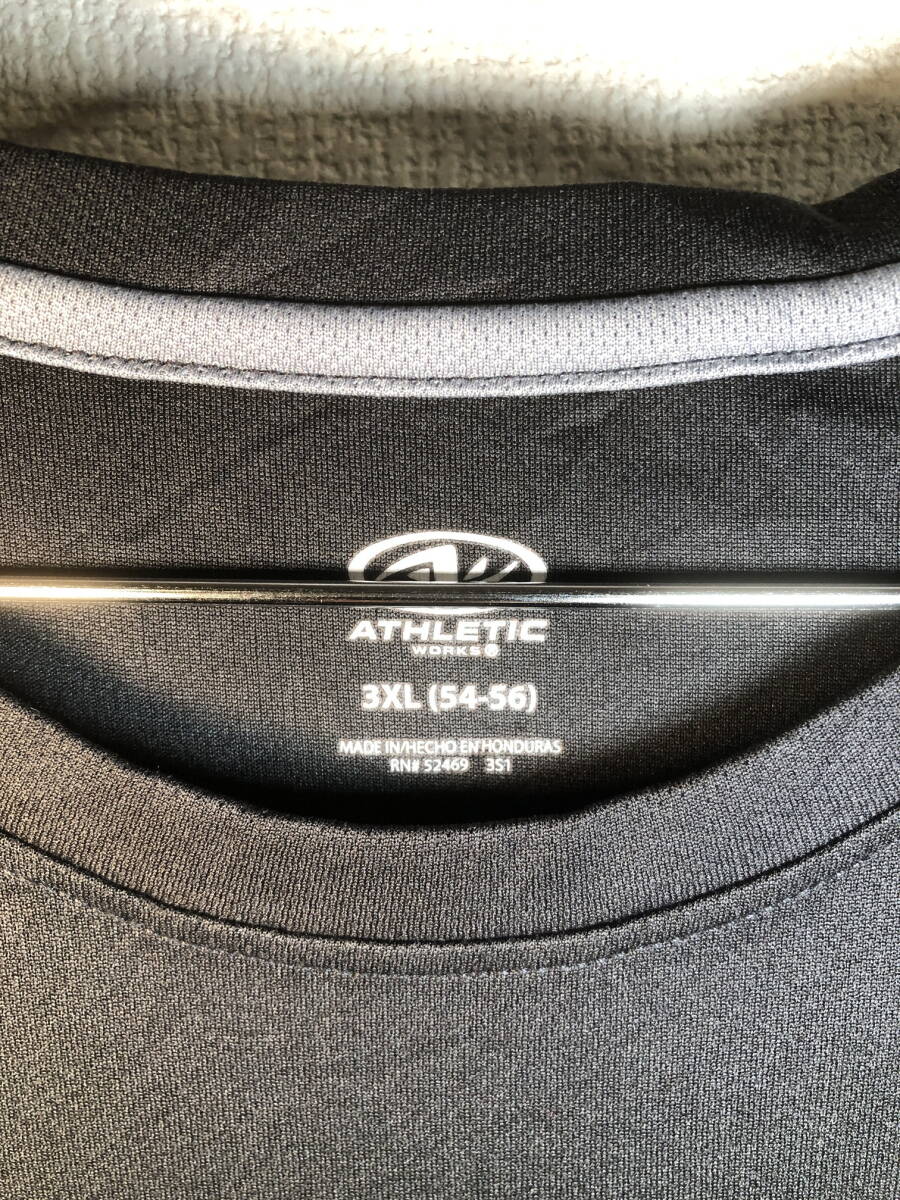 ATHLETIC
WORKS®
3XL (54-56)
MADE IN/HECHO EN HONDURAS
RN# 52469 3S1